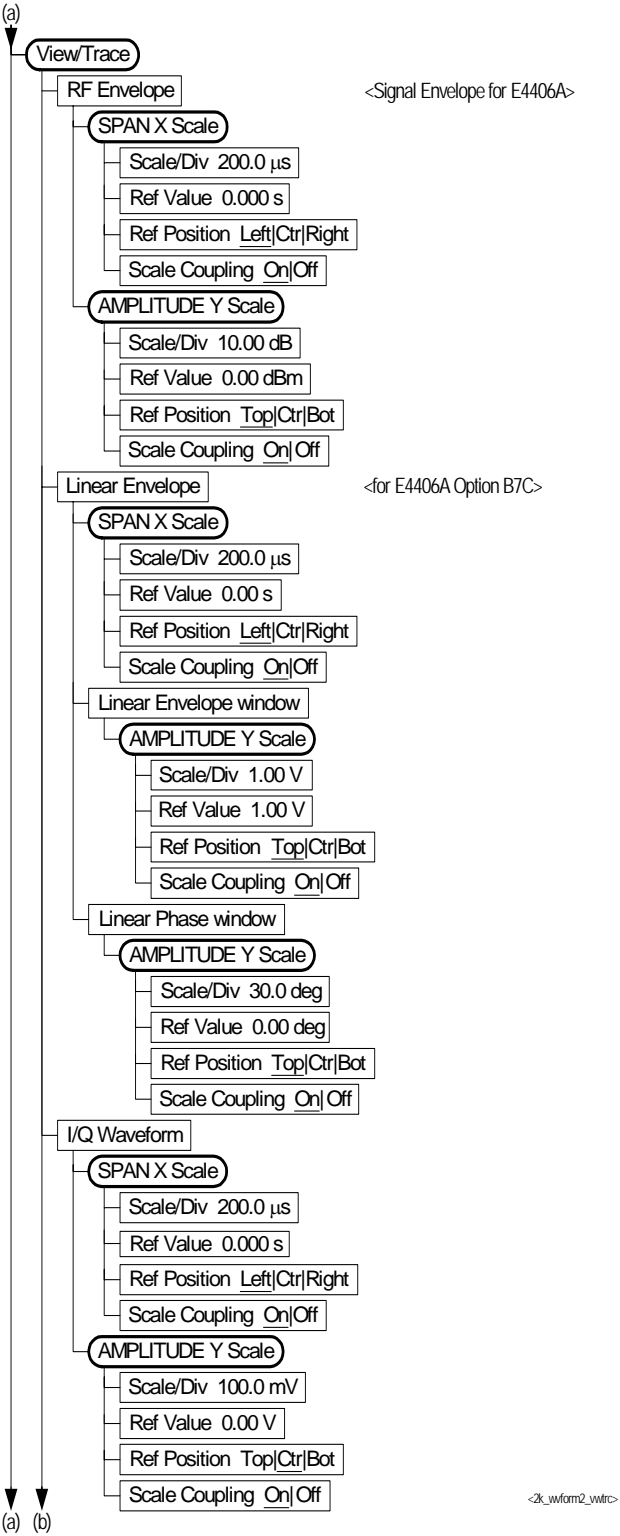 (a)
View/Trace
RF Envelope <Signal Envelope for E4406A>
SPAN X Scale
Scale/Div 200.0 μs
Ref Value 0.000 s
Ref Position Left|Ctr|Right
Scale Coupling On|Off
AMPLITUDE Y Scale
Scale/Div 10.00 dB
Ref Value 0.00 dBm
Ref Position Top|Ctr|Bot
Scale Coupling On|Off
Linear Envelope <for E4406A Option B7C>
SPAN X Scale
Scale/Div 200.0 μs
Ref Value 0.00 s
Ref Position Left|Ctr|Right
Scale Coupling On|Off
Linear Envelope window
AMPLITUDE Y Scale
Scale/Div 1.00 V
Ref Value 1.00 V
Ref Position Top|Ctr|Bot
Scale Coupling On|Off
Linear Phase window
AMPLITUDE Y Scale
Scale/Div 30.0 deg
Ref Value 0.00 deg
Ref Position Top|Ctr|Bot
Scale Coupling On|Off
I/Q Waveform
SPAN X Scale
Scale/Div 200.0 μs
Ref Value 0.000 s
Ref Position Left|Ctr|Right
Scale Coupling On|Off
AMPLITUDE Y Scale
Scale/Div 100.0 mV
Ref Value 0.00 V
Ref Position Top|Ctr|Bot
Scale Coupling On|Off <2k_wvform2_vwtrc>
(a) (b)